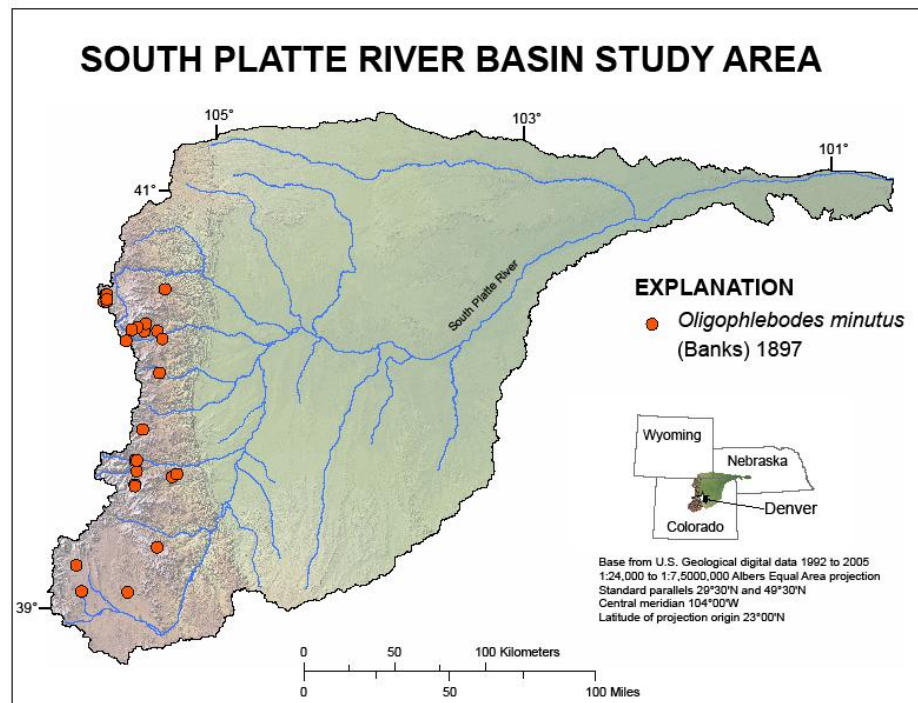 SOUTH PLATTE RIVER BASIN STUDY AREA
105°
103°
101°
41°
South Platte River
EXPLANATION
Oligophlebodes minutus
(Banks) 1897
Wyoming
Nebraska
Denver
Colorado
Base from U.S. Geological digital data 1992 to 2005
1:24,000 to 1:7,5000,000 Albers Equal Area projection
Standard parallels 29°30'N and 49°30'N
Central meridian 104°00'W
Latitude of projection origin 23°00'N
39°
0 50 100 Kilometers
0 50 100 Miles